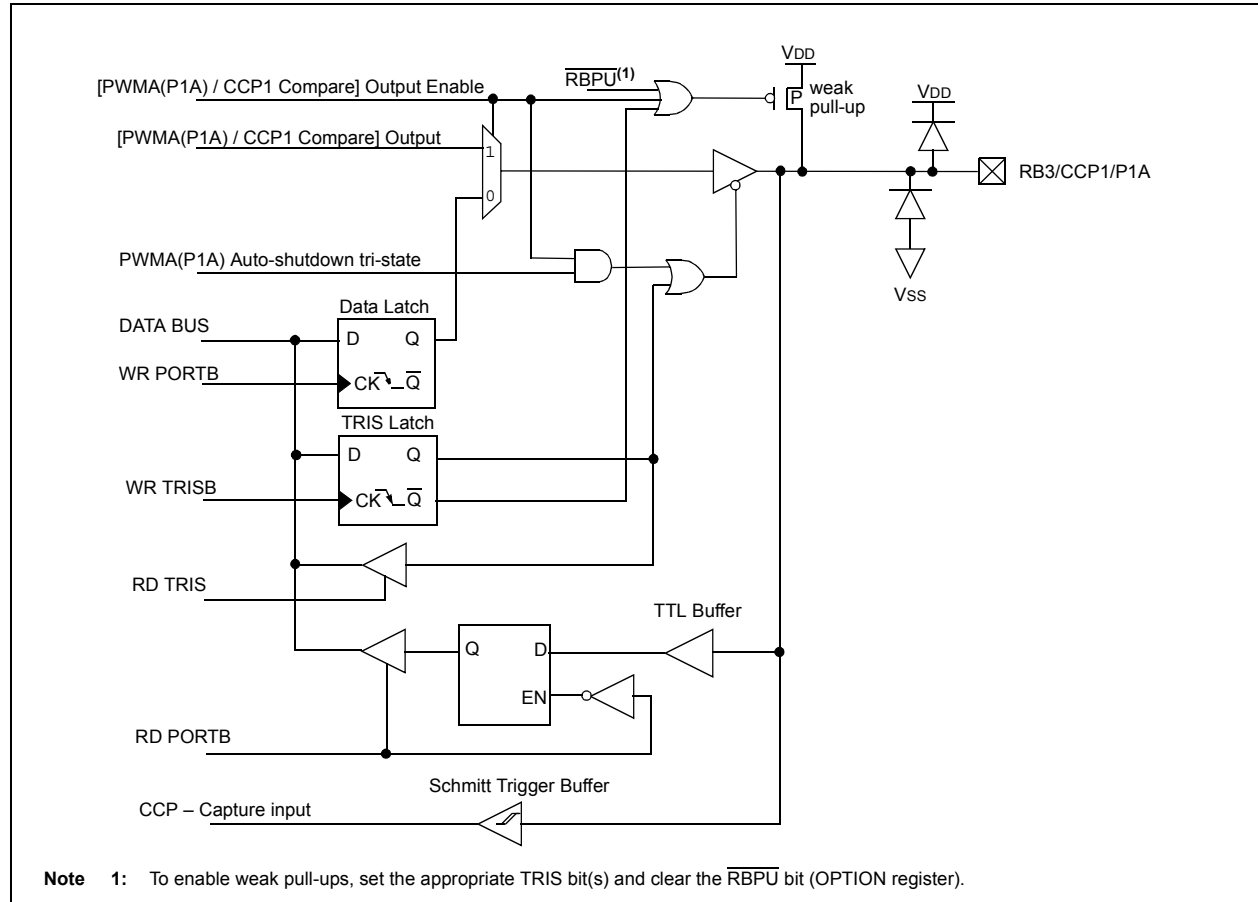 VDD
[PWMA(P1A) / CCP1 Compare] Output Enable
RBPU(1)
P
weak
pull-up
VDD
[PWMA(P1A) / CCP1 Compare] Output
1
0
RB3/CCP1/P1A
PWMA(P1A) Auto-shutdown tri-state
VSS
Data Latch
DATA BUS
D Q
WR PORTB
CK Q
TRIS Latch
D Q
WR TRISB
CK Q
RD TRIS
TTL Buffer
Q D
EN
RD PORTB
Schmitt Trigger Buffer
CCP – Capture input
Note 1: To enable weak pull-ups, set the appropriate TRIS bit(s) and clear the RBPU bit (OPTION register).